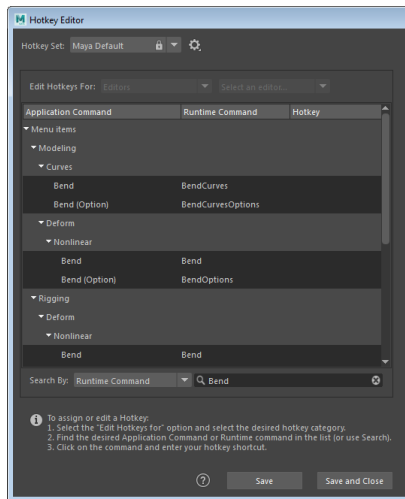 Hotkey Editor
Hotkey Set: Maya Default
Edit Hotkeys For: Editors Select an editor...
Application Command Runtime Command Hotkey
Menu items
Modeling
Curves
Bend BendCurves
Bend (Option) BendCurvesOptions
Deform
Nonlinear
Bend Bend
Bend (Option) BendOptions
Rigging
Deform
Nonlinear
Bend Bend
Search By: Runtime Command Bend
To assign or edit a Hotkey:
1. Select the "Edit Hotkeys for" option and select the desired hotkey category.
2. Find the desired Application Command or Runtime command in the list (or use Search).
3. Click on the command and enter your hotkey shortcut.
? Save Save and Close